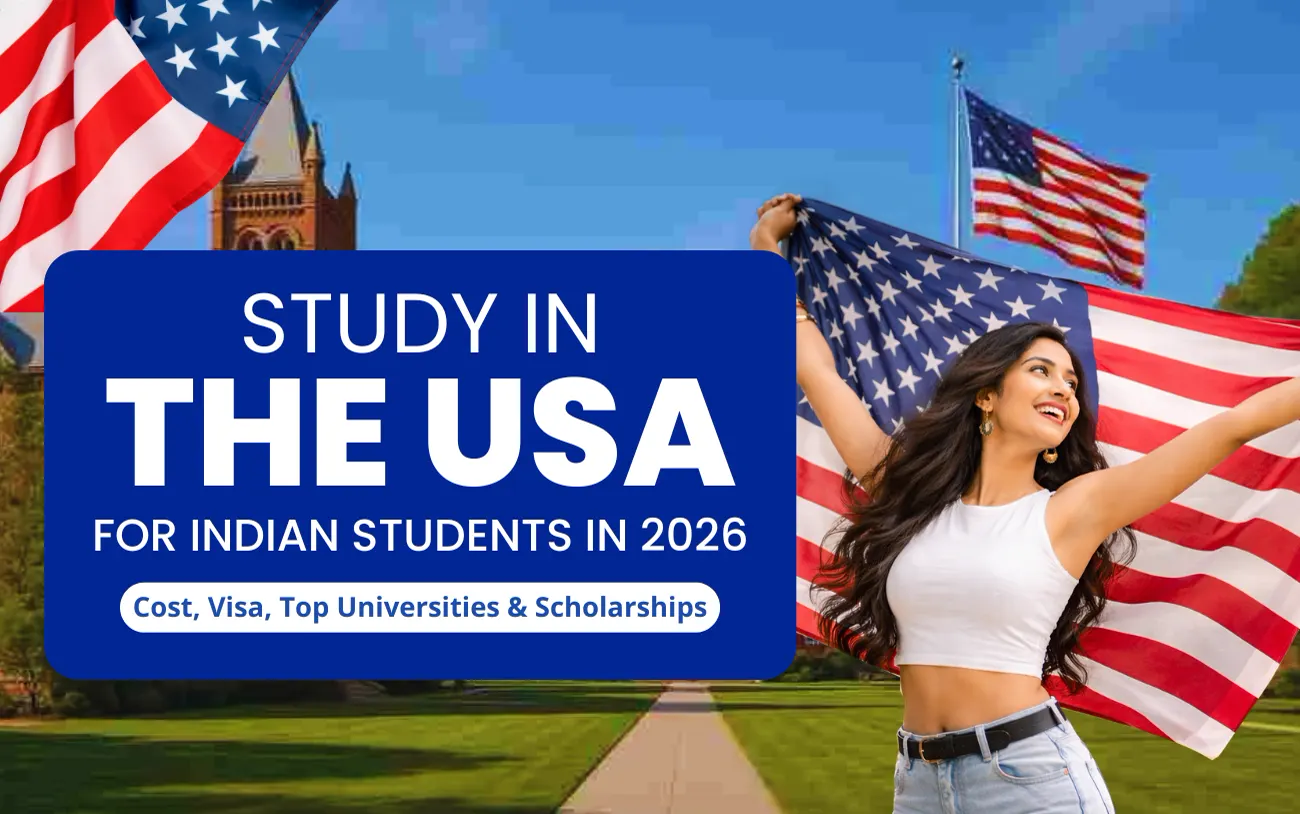 STUDY IN
THE USA
FOR INDIAN STUDENTS IN 2026
Cost, Visa, Top Universities & Scholarships